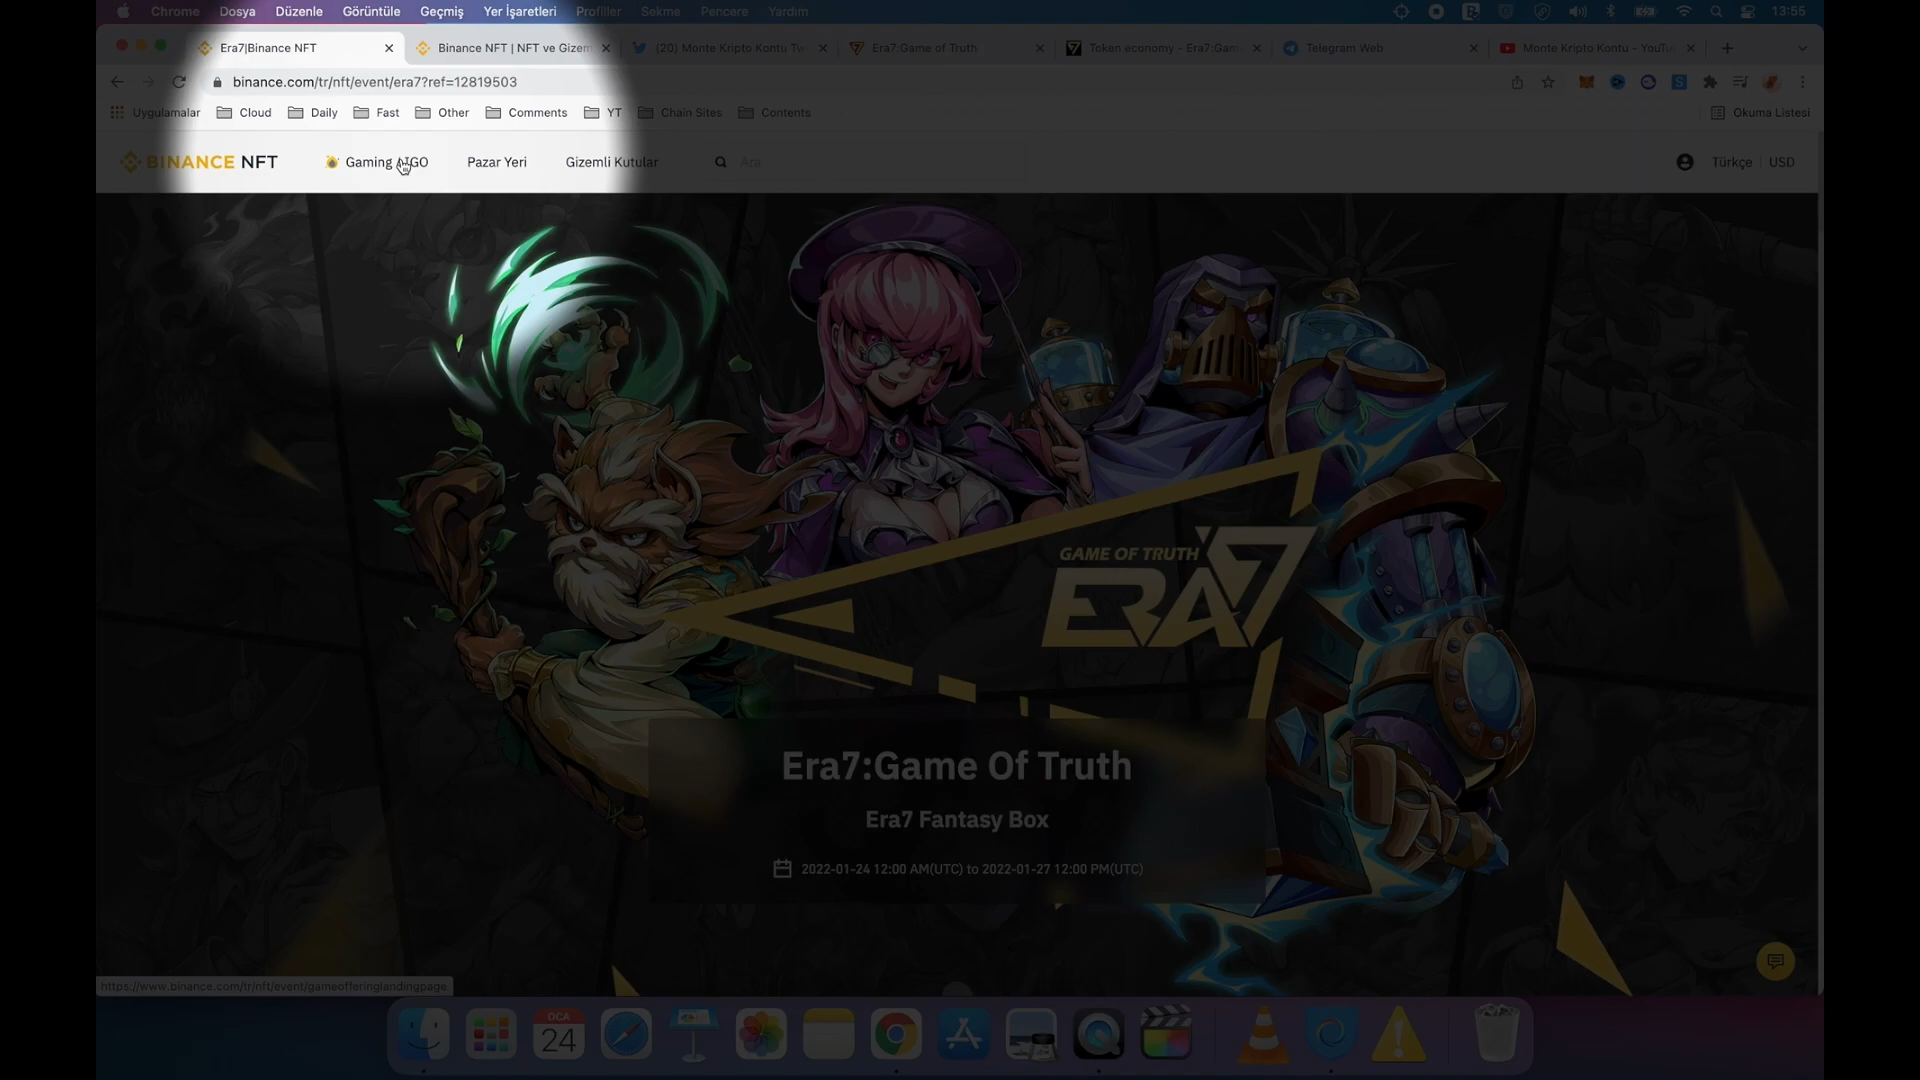 Chrome Dosya Düzenle Görüntüle Geçmiş Yer İşaretleri Profiller Sekme Pencere Yardım 13:55
Era7|Binance NFT Binance NFT | NFT ve Gizem (20) Monte Kripto Kontu Tw Era7:Game of Truth Token economy - Era7:Gam Telegram Web Monte Kripto Kontu - YouTu
binance.com/tr/nft/event/era7?ref=12819503
Uygulamalar Cloud Daily Fast Other Comments YT Chain Sites Contents Okuma Listesi
BINANCE NFT Gaming IGO Pazar Yeri Gizemli Kutular Ara Türkçe USD
GAME OF TRUTH
ERA7
Era7:Game Of Truth
Era7 Fantasy Box
2022-01-24 12:00 AM(UTC) to 2022-01-27 12:00 PM(UTC)
https://www.binance.com/tr/nft/event/gameofferinglandingpage
OCA
24